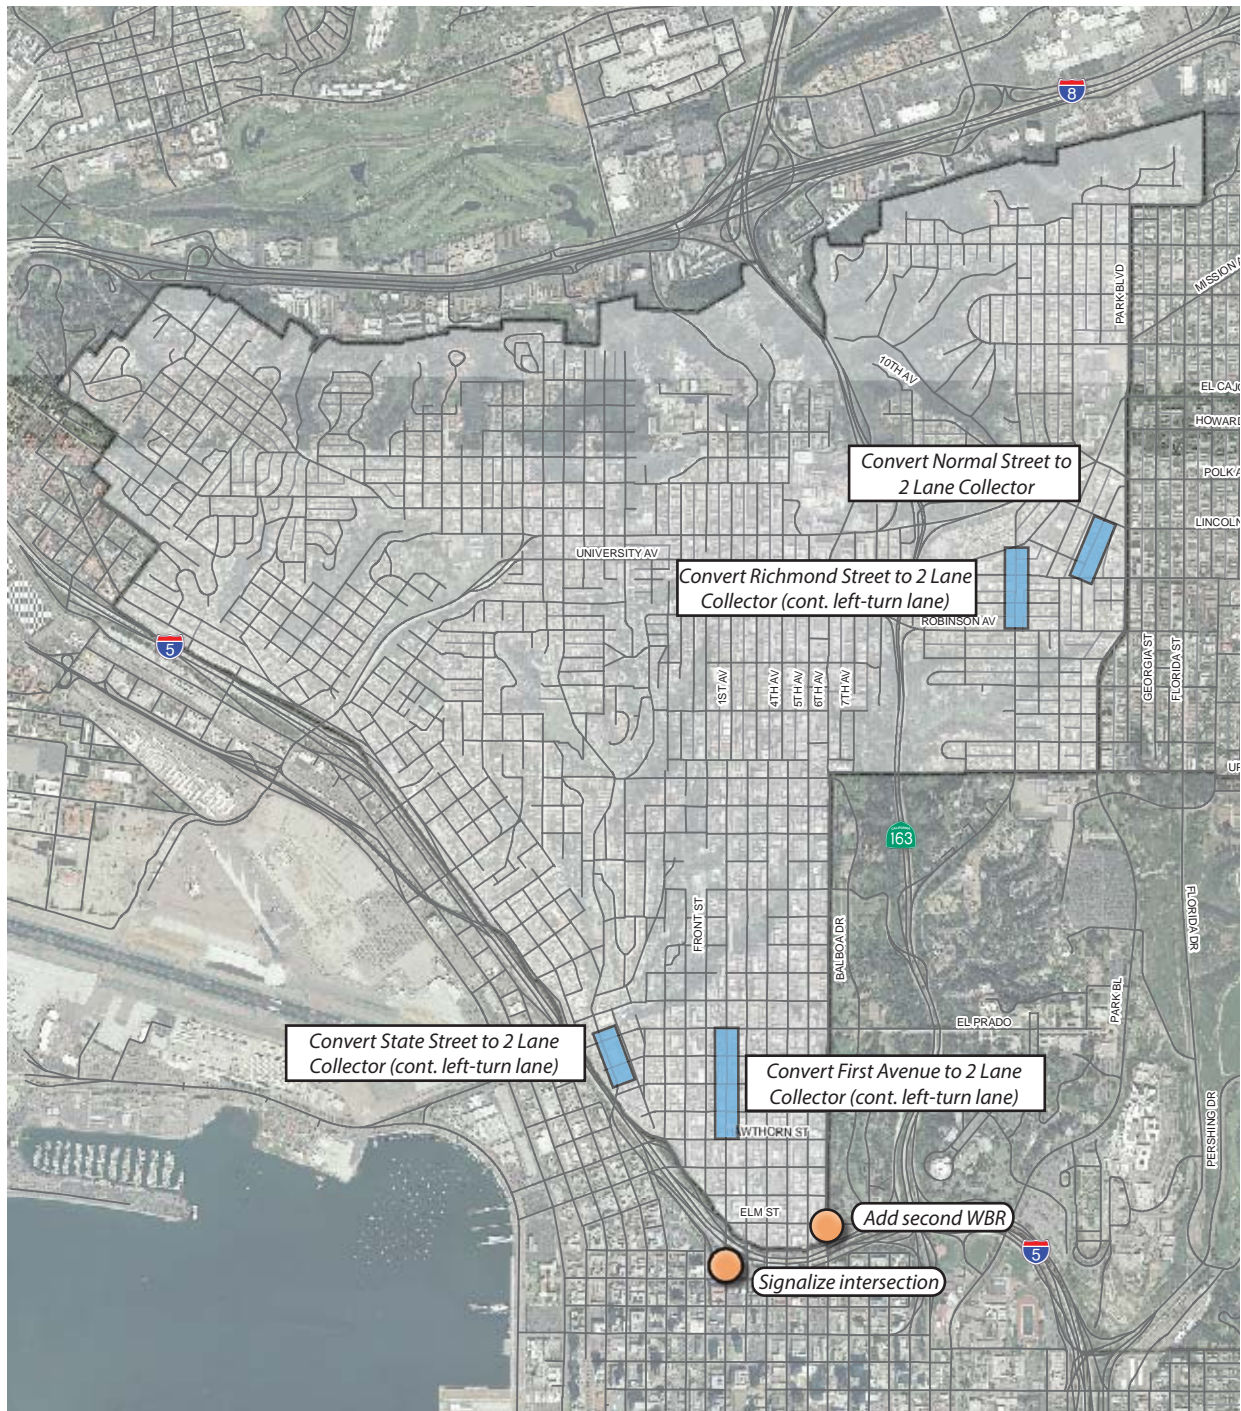 8
PARK BLVD
MISSION A
10TH AV
EL CAJO
HOWARD
Convert Normal Street to
2 Lane Collector
POLK A
LINCOLN
UNIVERSITY AV
Convert Richmond Street to 2 Lane
Collector (cont. left-turn lane)
ROBINSON AV
5
1ST AV
4TH AV
5TH AV
6TH AV
7TH AV
GEORGIA ST
FLORIDA ST
UP
CALIFORNIA
163
FRONT ST
BALBOA DR
FLORIDA DR
PARK BL
EL PRADO
Convert State Street to 2 Lane
Collector (cont. left-turn lane)
Convert First Avenue to 2 Lane
Collector (cont. left-turn lane)
AWTHORN ST
PERSHING DR
ELM ST
Add second WBR
5
Signalize intersection